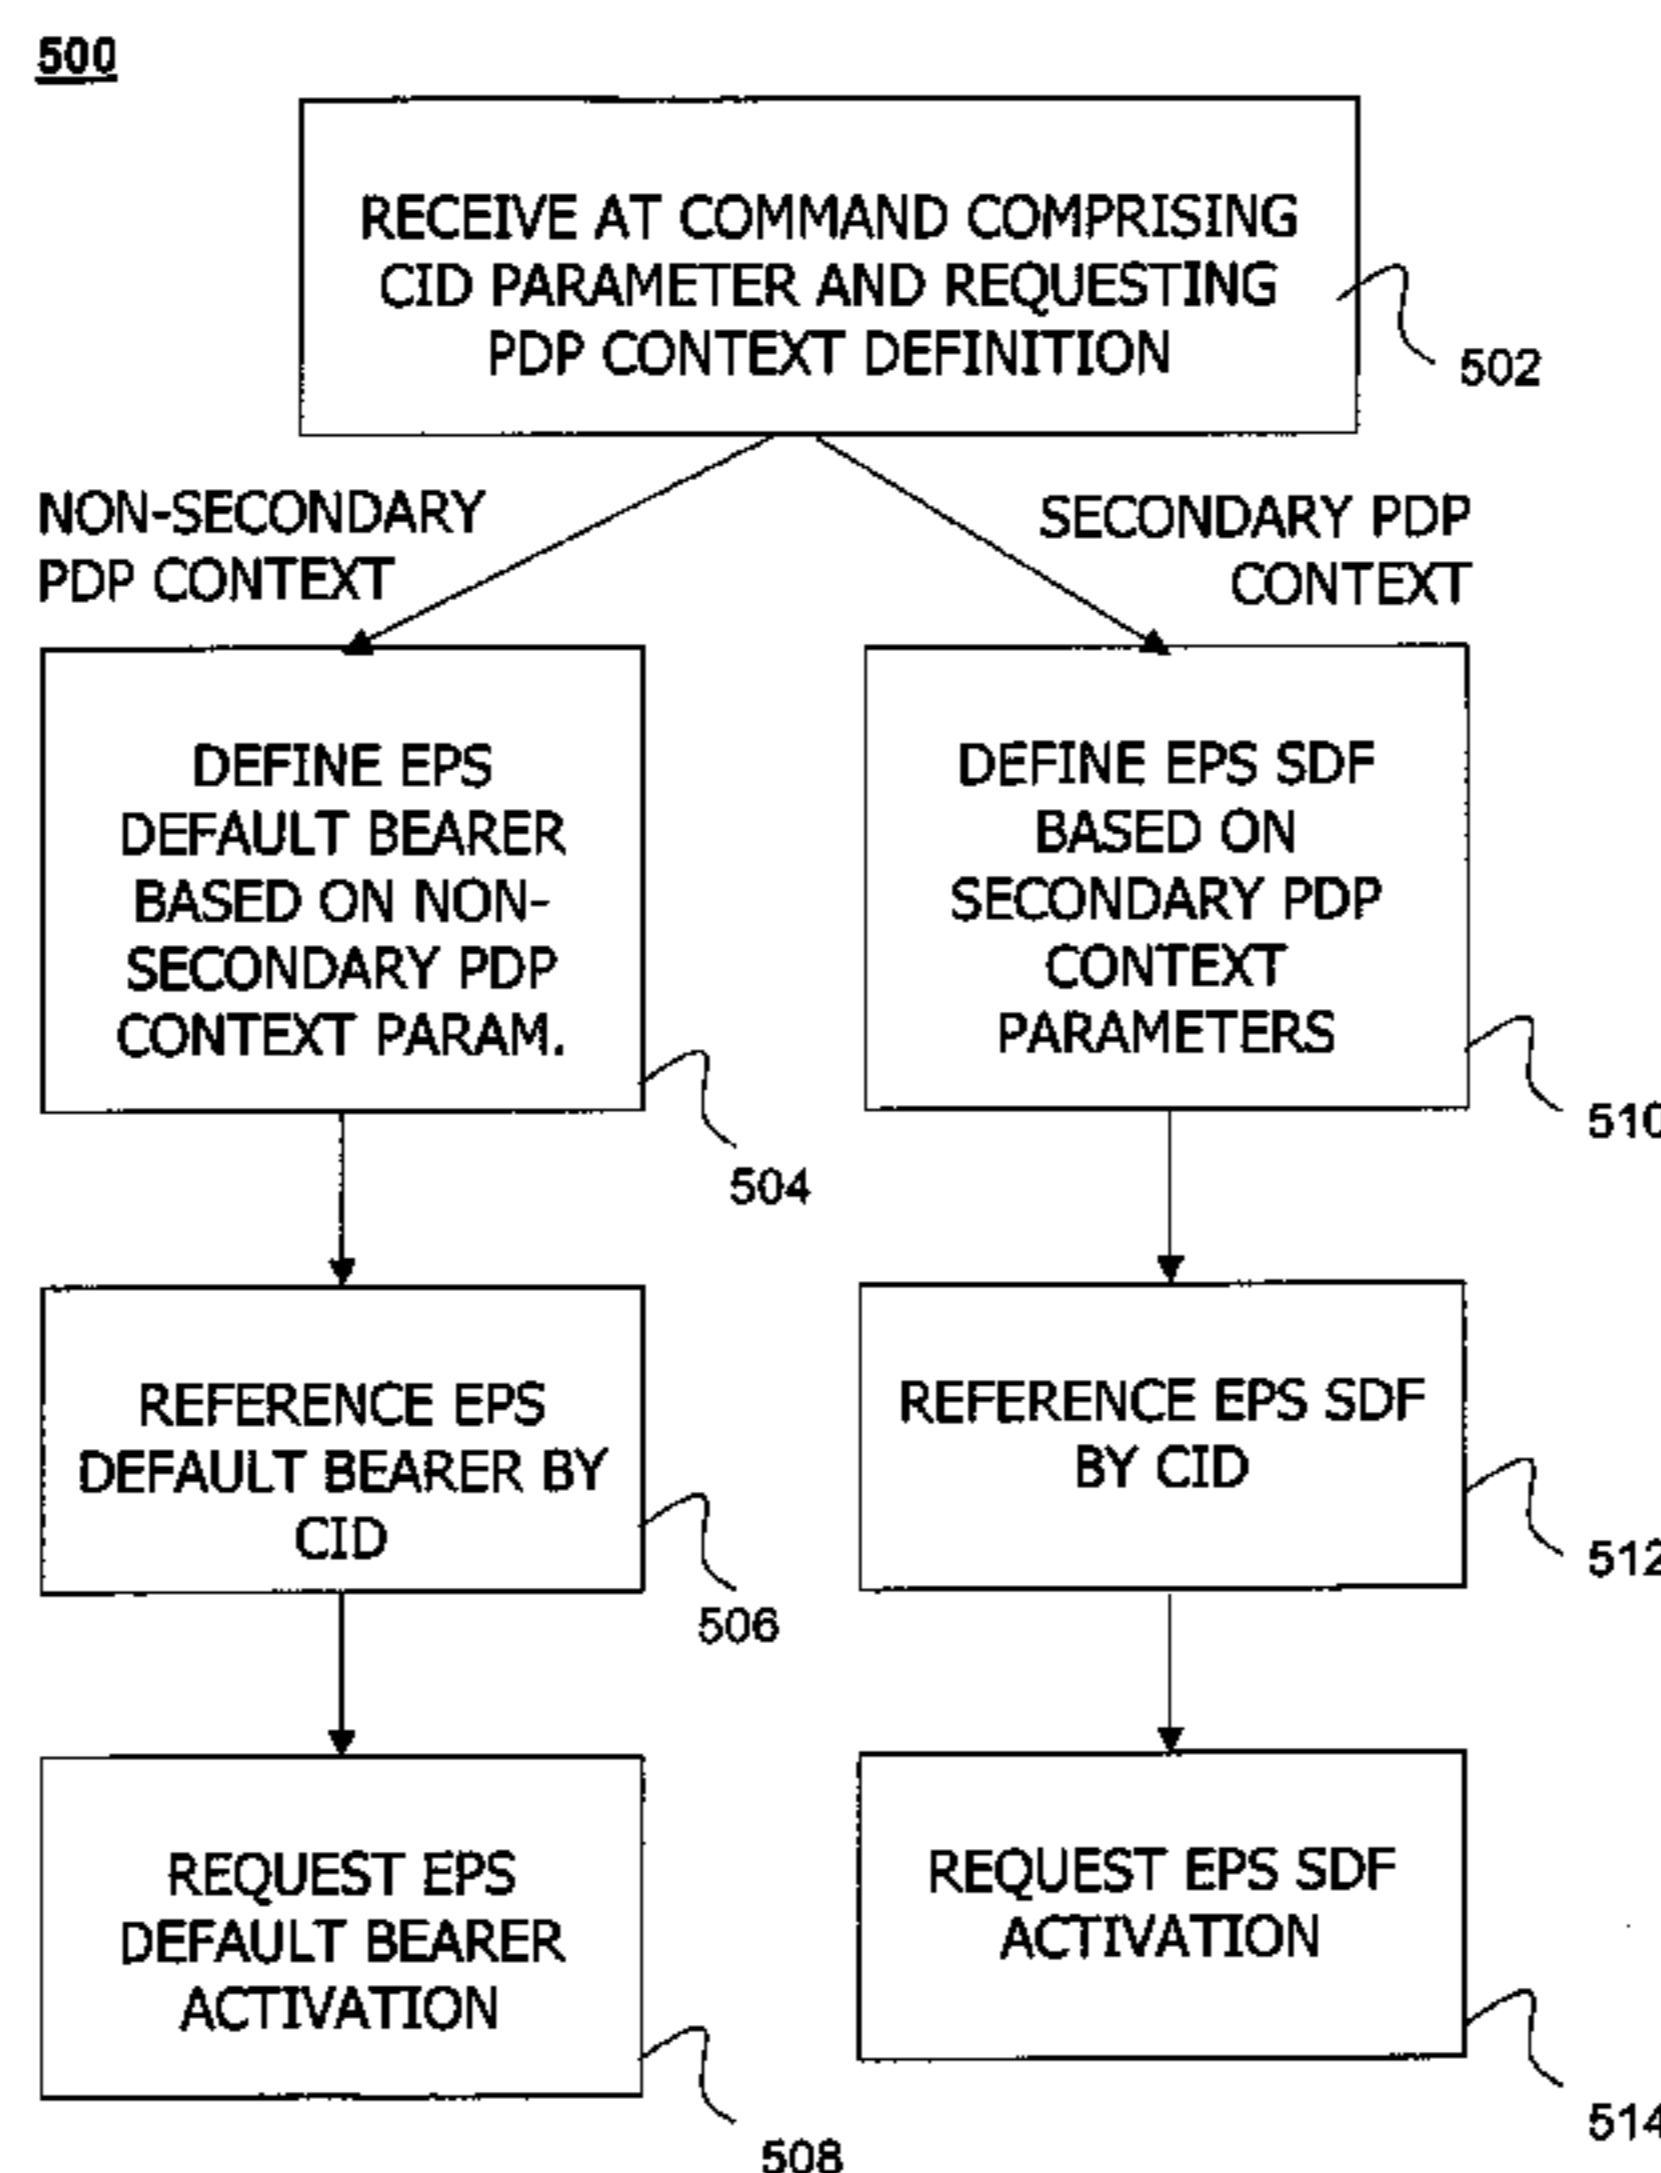 500
RECEIVE AT COMMAND COMPRISING
CID PARAMETER AND REQUESTING
PDP CONTEXT DEFINITION
502
NON-SECONDARY
PDP CONTEXT
SECONDARY PDP
CONTEXT
DEFINE EPS
DEFAULT BEARER
BASED ON NON-
SECONDARY PDP
CONTEXT PARAM.
504
DEFINE EPS SDF
BASED ON
SECONDARY PDP
CONTEXT
PARAMETERS
510
REFERENCE EPS
DEFAULT BEARER BY
CID
506
REFERENCE EPS SDF
BY CID
512
REQUEST EPS
DEFAULT BEARER
ACTIVATION
508
REQUEST EPS SDF
ACTIVATION
514